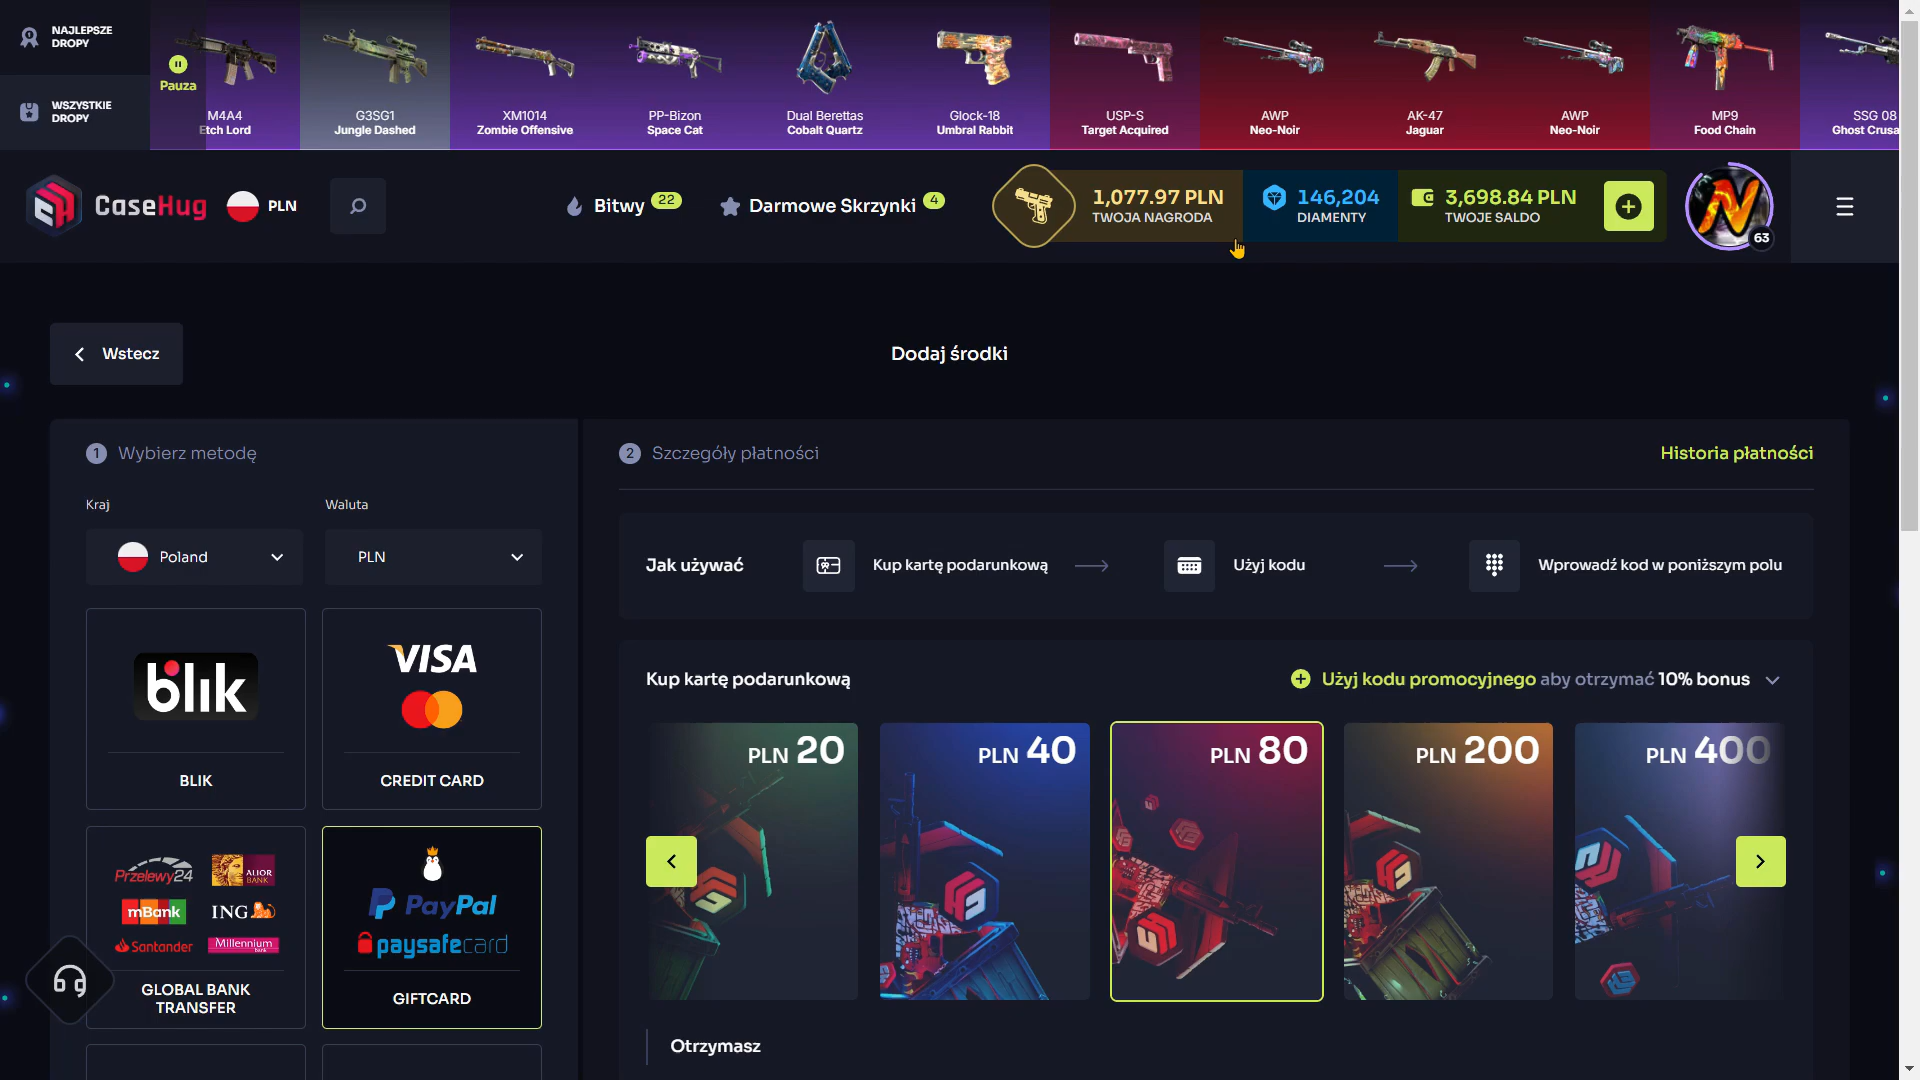 NAJLEPSZE
DROPY
WSZYSTKIE
DROPY
Pauza
M4A4
Etch Lord
G3SG1
Jungle Dashed
XM1014
Zombie Offensive
PP-Bizon
Space Cat
Dual Berettas
Cobalt Quartz
Glock-18
Umbral Rabbit
USP-S
Target Acquired
AWP
Neo-Noir
AK-47
Jaguar
AWP
Neo-Noir
MP9
Food Chain
SSG 08
Ghost Crusa
CaseHug
PLN
Bitwy 22
Darmowe Skrzynki 4
1,077.97 PLN
TWOJA NAGRODA
146,204
DIAMENTY
3,698.84 PLN
TWOJE SALDO
63
Wstecz
Dodaj środki
1 Wybierz metodę
Kraj
Waluta
Poland
PLN
blik
BLIK
VISA
CREDIT CARD
Przelewy24
ALIOR
BANK
mBank
ING
Santander
Millennium
bank
GLOBAL BANK
TRANSFER
PayPal
paysafecard
GIFTCARD
2 Szczegóły płatności
Historia płatności
Jak używać
Kup kartę podarunkową
Użyj kodu
Wprowadź kod w poniższym polu
Kup kartę podarunkową
Użyj kodu promocyjnego aby otrzymać 10% bonus
PLN 20
PLN 40
PLN 80
PLN 200
PLN 400
Otrzymasz